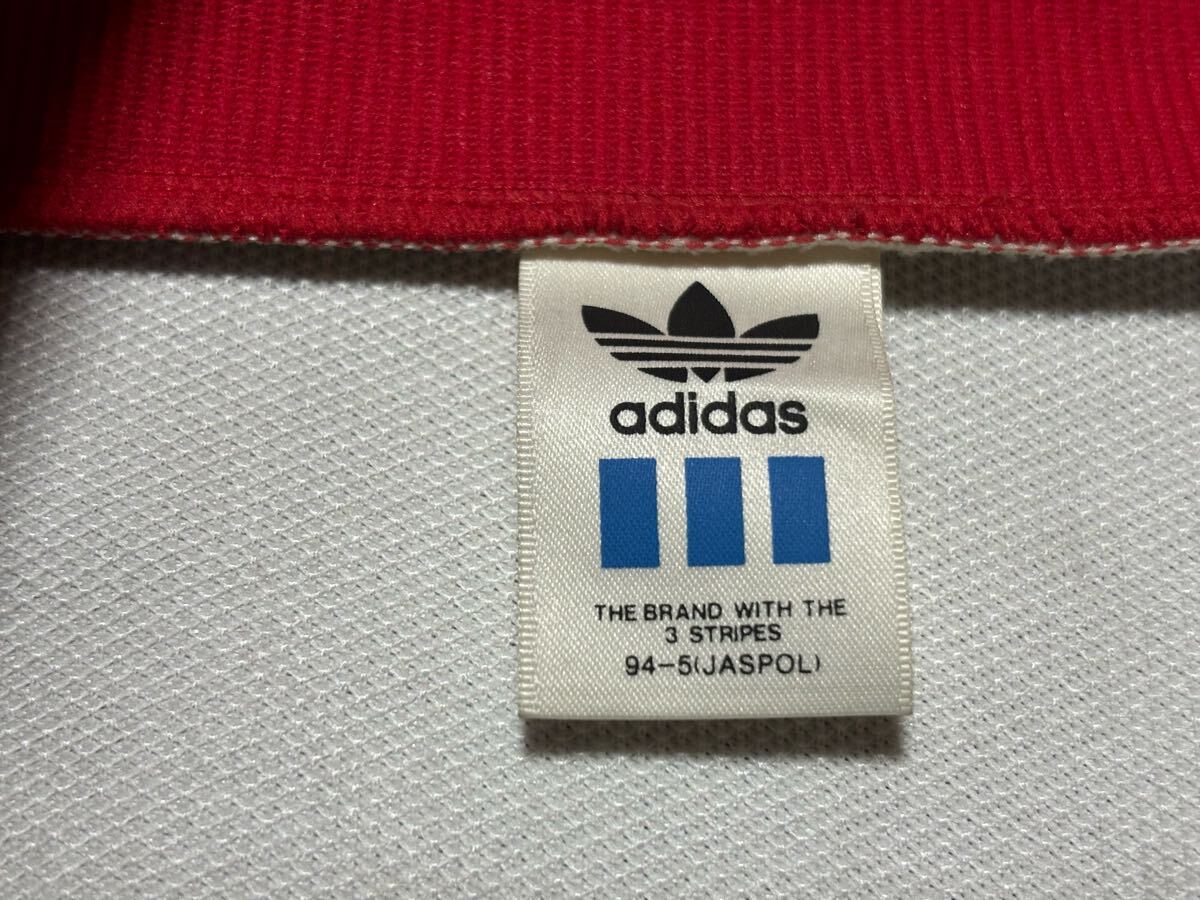 adidas
THE BRAND WITH THE
3 STRIPES
94-5(JASPOL)